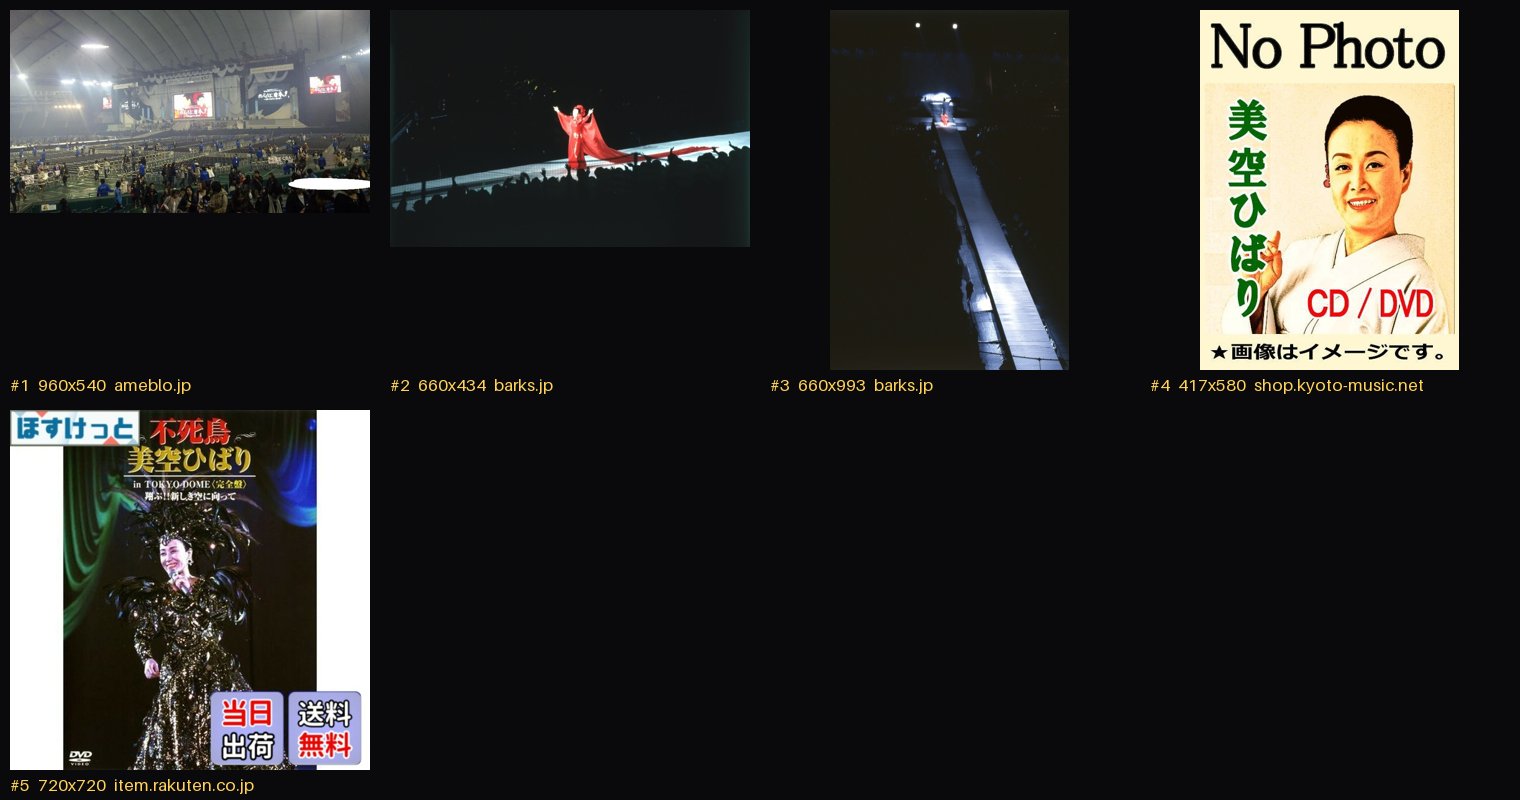 #1 960x540 ameblo.jp
#2 660x434 barks.jp
#3 660x993 barks.jp
No Photo
美空ひばり
CD / DVD
★画像はイメージです。
#4 417x580 shop.kyoto-music.net
ほすけっと
不死鳥
美空ひばり
in TOKYO DOME〈完全盤〉
翔ぶ!!新しき空に向って
DVD
VIDEO
当日
出荷
送料
無料
#5 720x720 item.rakuten.co.jp